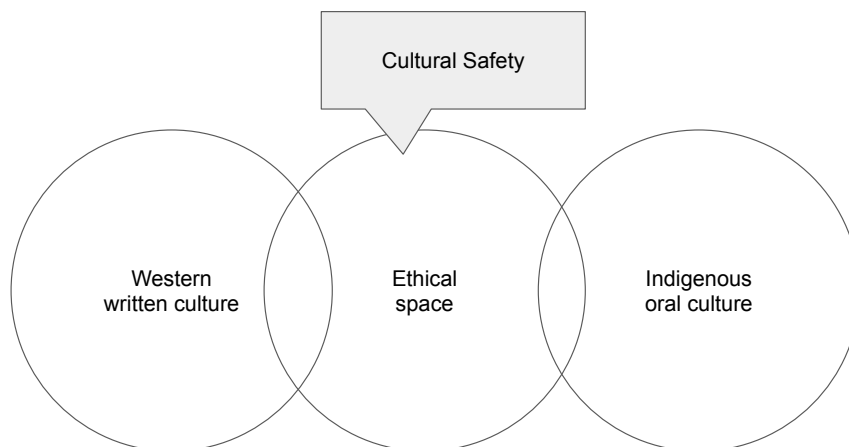 Cultural Safety
Western
written culture
Ethical
space
Indigenous
oral culture